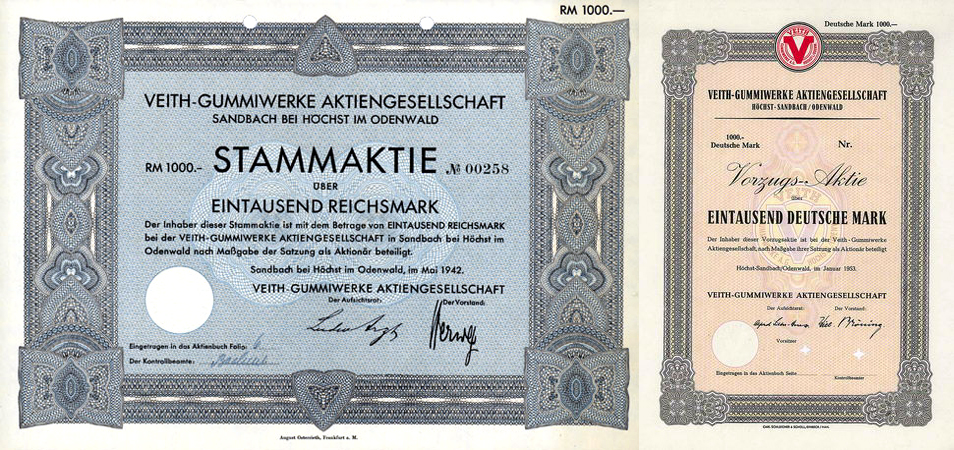 RM 1000.—
VEITH-GUMMIWERKE AKTIENGESELLSCHAFT
SANDBACH BEI HÖCHST IM ODENWALD
RM 1000.- STAMMAKTIE № 00258
ÜBER
EINTAUSEND REICHSMARK
Der Inhaber dieser Stammaktie ist mit dem Betrage von EINTAUSEND REICHSMARK
bei der VEITH-GUMMIWERKE AKTIENGESELLSCHAFT in Sandbach bei Höchst im
Odenwald nach Maßgabe der Satzung als Aktionär beteiligt.
Sandbach bei Höchst im Odenwald, im Mai 1942.
VEITH-GUMMIWERKE AKTIENGESELLSCHAFT
Der Aufsichtsrat: Der Vorstand:
Eingetragen in das Aktienbuch Folio: 6
Der Kontrollbeamte:
August Osterrieth, Frankfurt a. M.
Deutsche Mark 1000.—
VEITH
V
VEITH-GUMMIWERKE AKTIENGESELLSCHAFT
HÖCHST-SANDBACH/ODENWALD
1000.-
Deutsche Mark Nr.
Vorzugs-Aktie
über
EINTAUSEND DEUTSCHE MARK
Der Inhaber dieser Vorzugsaktie ist bei der Veith-Gummiwerke
Aktiengesellschaft, nach Maßgabe ihrer Satzung als Aktionär beteiligt
Höchst-Sandbach/Odenwald, im Januar 1953.
VEITH-GUMMIWERKE AKTIENGESELLSCHAFT
Der Aufsichtsrat: Der Vorstand:
Vorsitzer
Eingetragen in das Aktienbuch Seite
Kontrollbeamter